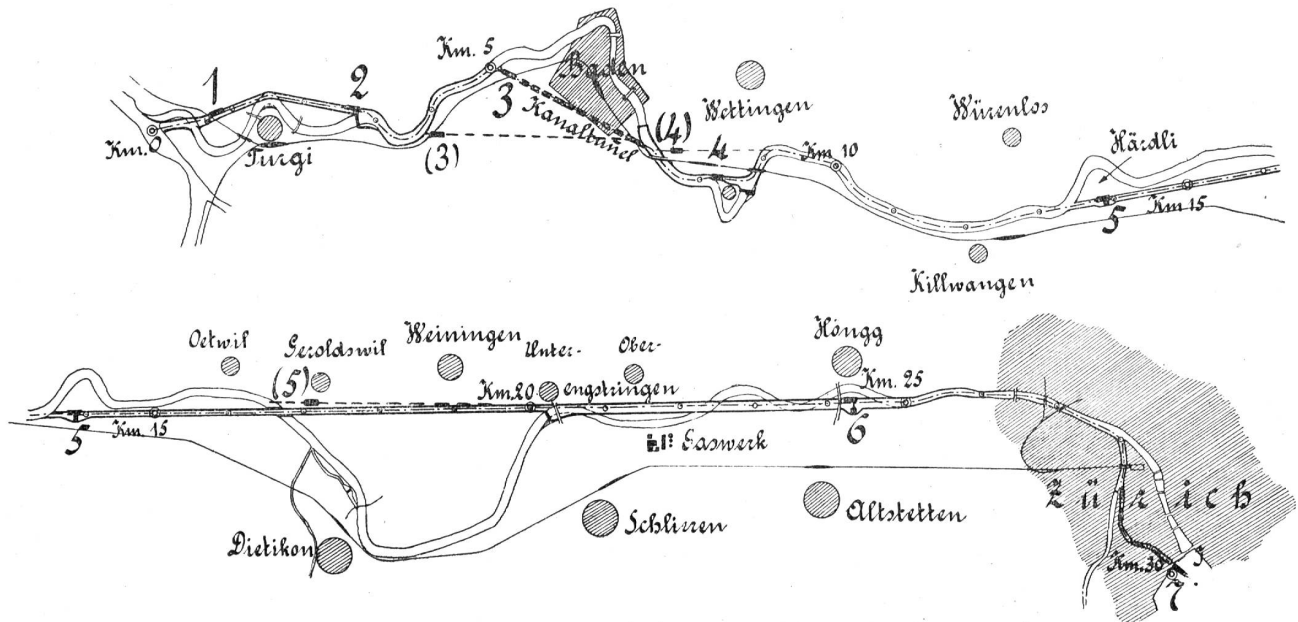 Km. 5
1
2
Baden
3
Wettingen
Würenloss
Kanaltunel
(4)
Km. 0
Turgi
(3)
4
Km. 10
Härdli
5
Km 15
Killwangen
Oetwil
Geroldswil
Weiningen
Unter-
Ober-
Höngg
(5)
Km. 20
engstringen
Km. 25
5
Km. 15
6
Gaswerk
Zürich
Schlieren
Altstetten
Dietikon
Km. 30
7